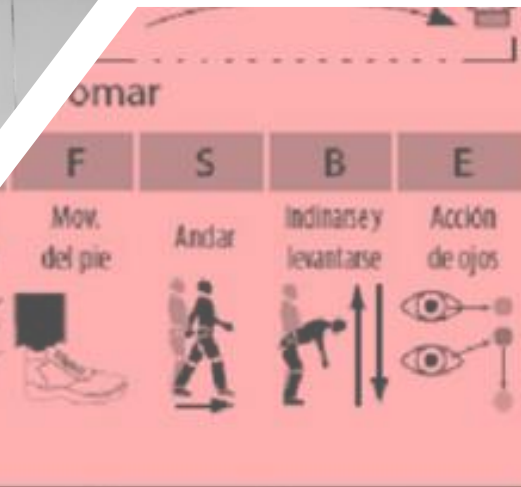 omar
F S B E
Mov. del pie
Andar
Inclinarse y levantarse
Acción de ojos